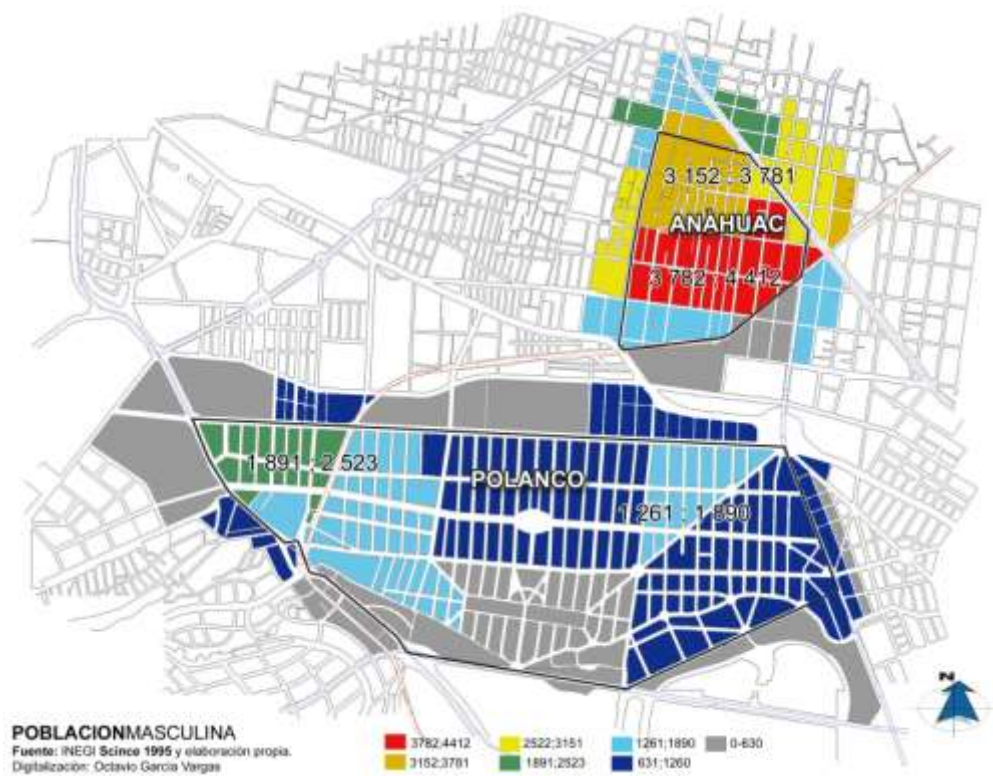 3 152 ; 3 781
ANÁHUAC
3 782 ; 4 412
1 891 ; 2 523
POLANCO
1 261 ; 1 890
N
POBLACIONMASCULINA
Fuente: INEGI Scince 1995 y elaboración propia.
Digitalización: Octavio García Vargas
3782;4412 2522;3151 1261;1890 0-630
3152;3781 1891;2523 631;1260